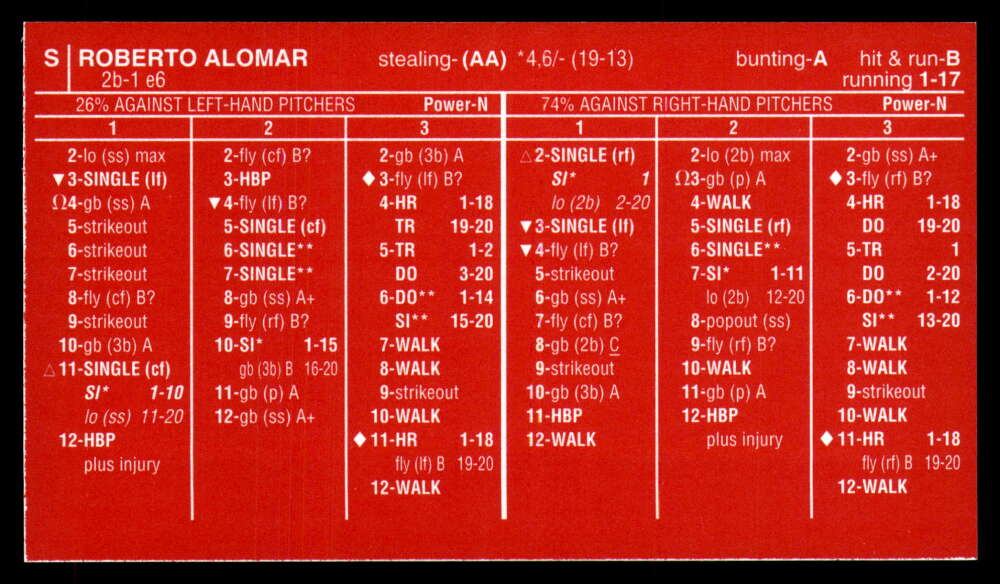 S ROBERTO ALOMAR stealing-(AA) *4,6/- (19-13) bunting-A hit & run-B
2b-1 e6 running 1-17
26% AGAINST LEFT-HAND PITCHERS Power-N
1 2 3
2-lo (ss) max
▼3-SINGLE (lf)
Ω4-gb (ss) A
5-strikeout
6-strikeout
7-strikeout
8-fly (cf) B?
9-strikeout
10-gb (3b) A
△11-SINGLE (cf)
SI* 1-10
lo (ss) 11-20
12-HBP
plus injury
2-fly (cf) B?
3-HBP
▼4-fly (lf) B?
5-SINGLE (cf)
6-SINGLE**
7-SINGLE**
8-gb (ss) A+
9-fly (rf) B?
10-SI* 1-15
gb (3b) B 16-20
11-gb (p) A
12-gb (ss) A+
2-gb (3b) A
♦3-fly (lf) B?
4-HR 1-18
TR 19-20
5-TR 1-2
DO 3-20
6-DO** 1-14
SI** 15-20
7-WALK
8-WALK
9-strikeout
10-WALK
♦11-HR 1-18
fly (lf) B 19-20
12-WALK
74% AGAINST RIGHT-HAND PITCHERS Power-N
1 2 3
△2-SINGLE (rf)
SI* 1
lo (2b) 2-20
▼3-SINGLE (lf)
▼4-fly (lf) B?
5-strikeout
6-gb (ss) A+
7-fly (cf) B?
8-gb (2b) C
9-strikeout
10-gb (3b) A
11-HBP
12-WALK
2-lo (2b) max
Ω3-gb (p) A
4-WALK
5-SINGLE (rf)
6-SINGLE**
7-SI* 1-11
lo (2b) 12-20
8-popout (ss)
9-fly (rf) B?
10-WALK
11-gb (p) A
12-HBP
plus injury
2-gb (ss) A+
♦3-fly (rf) B?
4-HR 1-18
DO 19-20
5-TR 1
DO 2-20
6-DO** 1-12
SI** 13-20
7-WALK
8-WALK
9-strikeout
10-WALK
♦11-HR 1-18
fly (rf) B 19-20
12-WALK